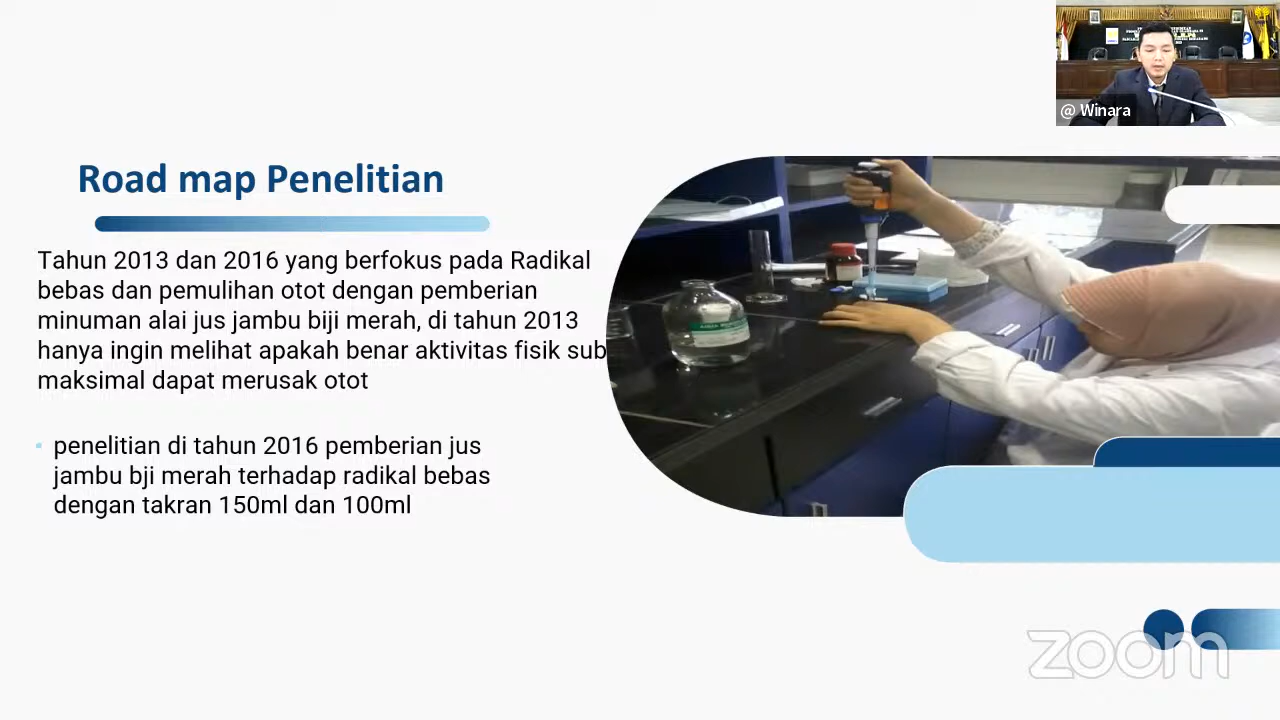 @ Winara
Road map Penelitian
Tahun 2013 dan 2016 yang berfokus pada Radikal
bebas dan pemulihan otot dengan pemberian
minuman alai jus jambu biji merah, di tahun 2013
hanya ingin melihat apakah benar aktivitas fisik sub
maksimal dapat merusak otot
penelitian di tahun 2016 pemberian jus
jambu bji merah terhadap radikal bebas
dengan takran 150ml dan 100ml
zoom